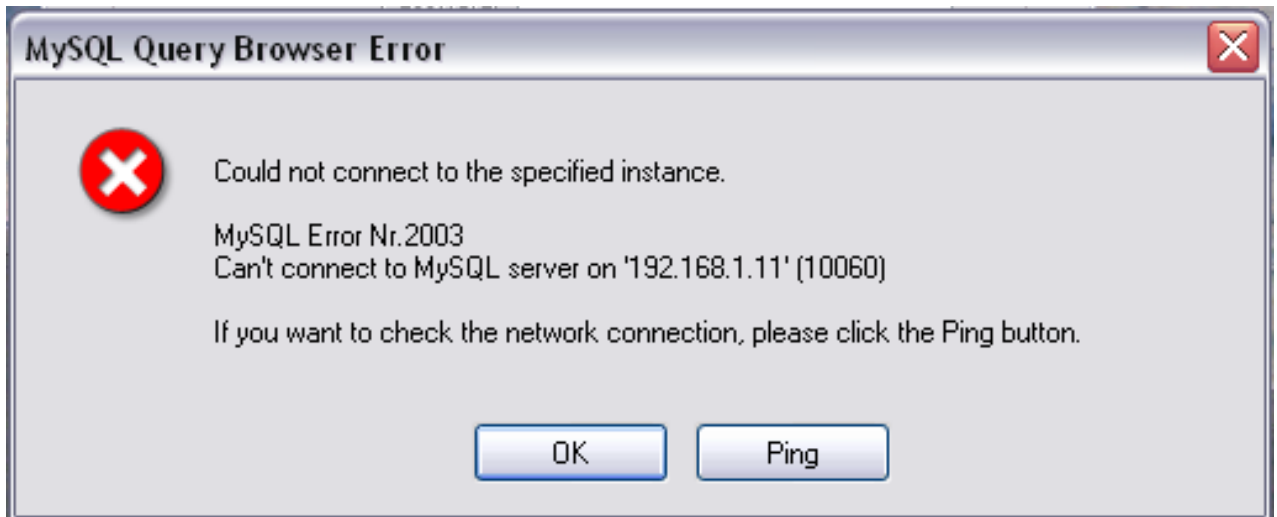 MySQL Query Browser Error
Could not connect to the specified instance.
MySQL Error Nr.2003
Can't connect to MySQL server on '192.168.1.11' (10060)
If you want to check the network connection, please click the Ping button.
OK
Ping